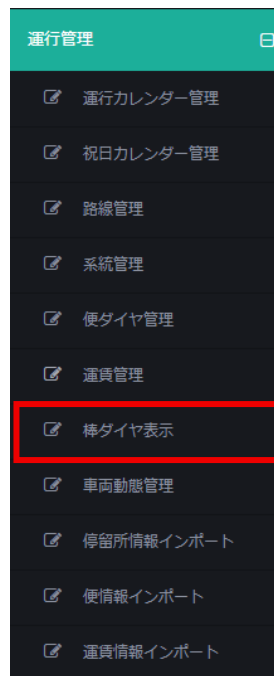 運行管理
運行カレンダー管理
祝日カレンダー管理
路線管理
系統管理
便ダイヤ管理
運賃管理
棒ダイヤ表示
車両動態管理
停留所情報インポート
便情報インポート
運賃情報インポート